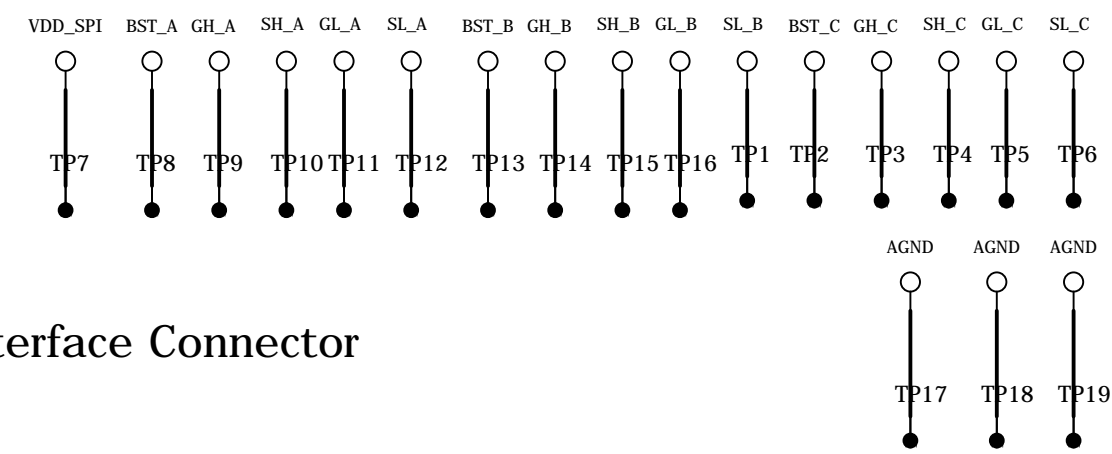 VDD_SPI BST_A GH_A SH_A GL_A SL_A BST_B GH_B SH_B GL_B SL_B BST_C GH_C SH_C GL_C SL_C
TP7 TP8 TP9 TP10 TP11 TP12 TP13 TP14 TP15 TP16 TP1 TP2 TP3 TP4 TP5 TP6
AGND AGND AGND
terface Connector
TP17 TP18 TP19